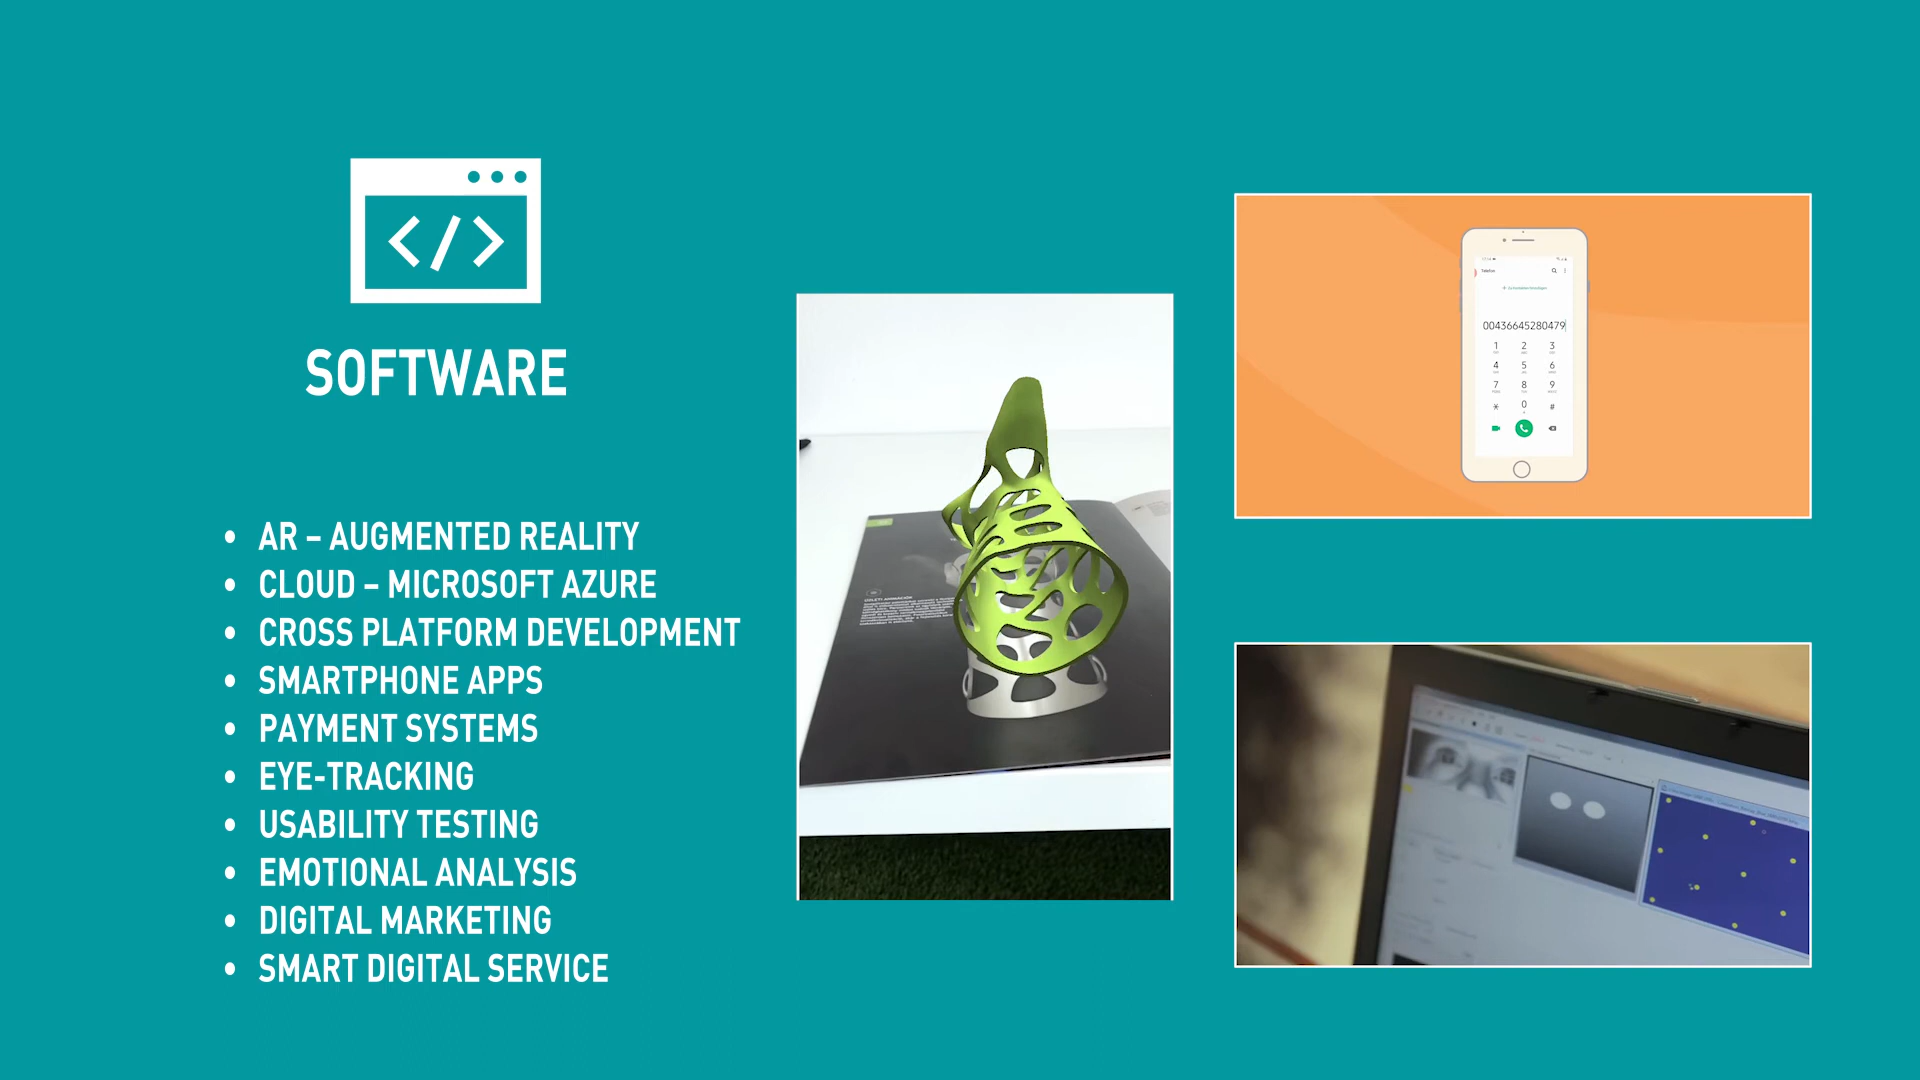 </>
SOFTWARE
• AR – AUGMENTED REALITY
• CLOUD – MICROSOFT AZURE
• CROSS PLATFORM DEVELOPMENT
• SMARTPHONE APPS
• PAYMENT SYSTEMS
• EYE-TRACKING
• USABILITY TESTING
• EMOTIONAL ANALYSIS
• DIGITAL MARKETING
• SMART DIGITAL SERVICE
Telefon
00436645280479
1 2 3
4 5 6
7 8 9
* 0 #